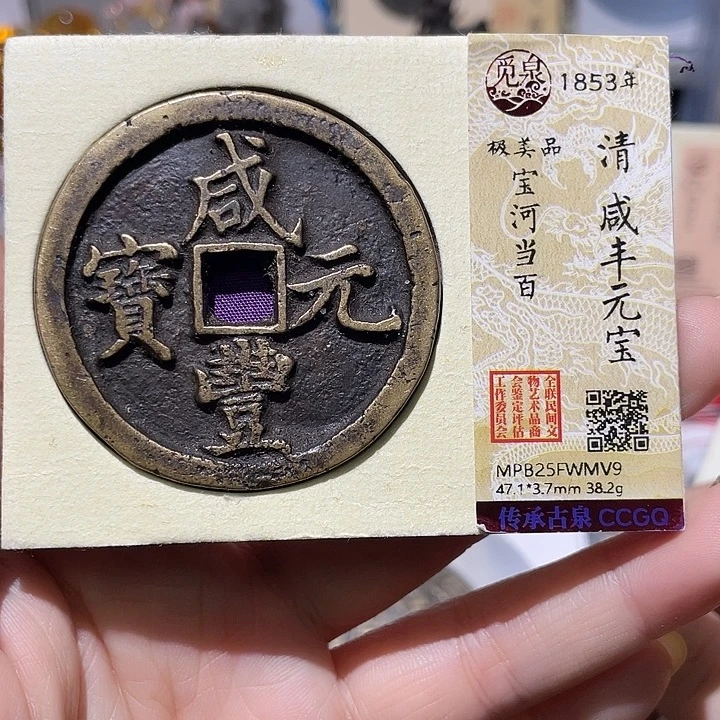 咸豐元寶
觅泉
1853年
极美品
宝河当百
清 咸丰元宝
全联民间文
物艺术品商
会鉴定评估
工作委员会
MPB25FWMV9
47.1*3.7mm 38.2g
传承古泉 CCGQ